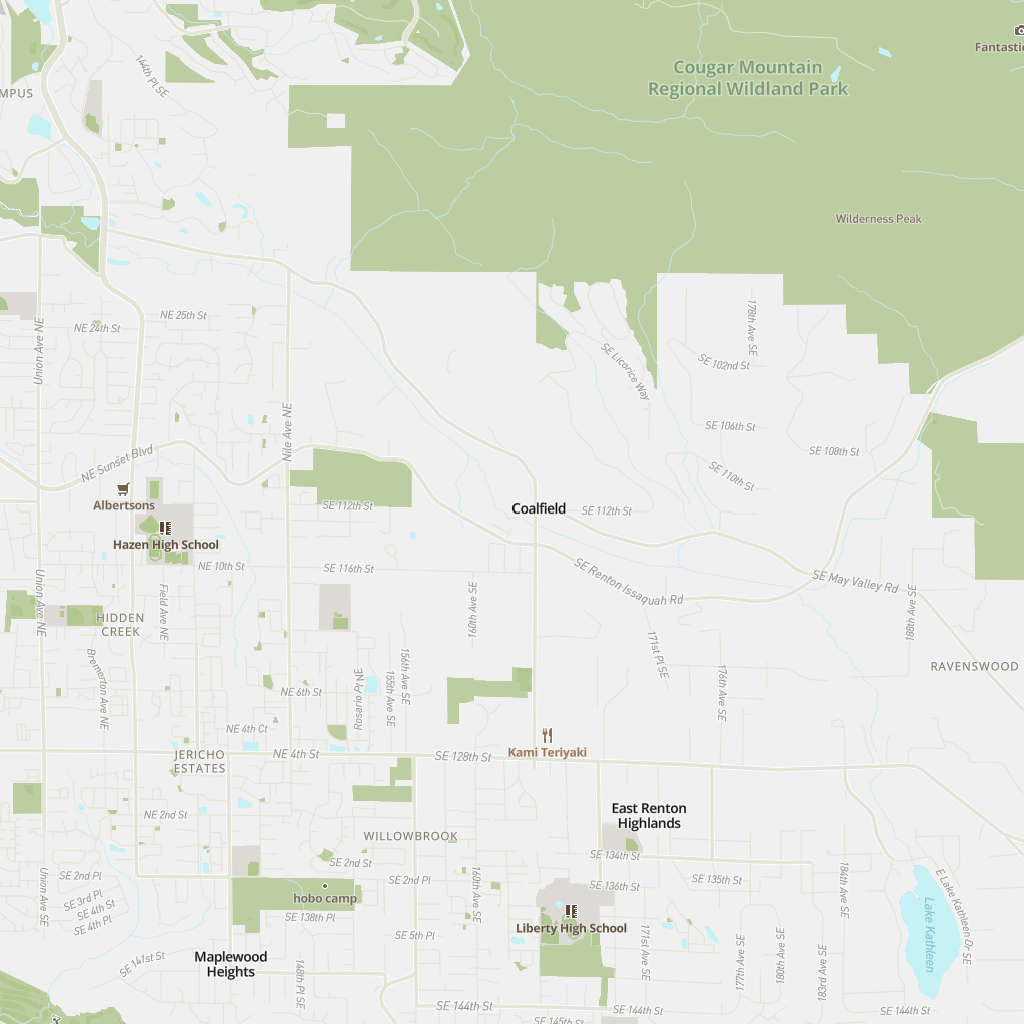 Fantastic
Cougar Mountain
Regional Wildland Park
144th Pl SE
MPUS
Wilderness Peak
178th Ave SE
NE 25th St
NE 24th St
Union Ave NE
SE Licorice Way
SE 102nd St
Nile Ave NE
SE 106th St
SE 108th St
NE Sunset Blvd
SE 110th St
Albertsons
SE 112th St
Coalfield
SE 112th St
Hazen High School
NE 10th St
SE 116th St
SE Renton Issaquah Rd
SE May Valley Rd
Union Ave NE
Field Ave NE
160th Ave SE
188th Ave SE
HIDDEN
CREEK
171st Pl SE
RAVENSWOOD
Bremerton Ave NE
156th Ave SE
155th Ave SE
Rosario Pl NE
176th Ave SE
NE 6th St
NE 4th Ct
JERICHO
ESTATES
NE 4th St
SE 128th St
Kami Teriyaki
East Renton
Highlands
NE 2nd St
WILLOWBROOK
SE 2nd St
SE 134th St
184th Ave SE
SE 2nd Pl
SE 2nd Pl
SE 136th St
SE 135th St
Union Ave SE
SE 3rd Pl
hobo camp
160th Ave SE
E Lake Kathleen Dr SE
SE 4th St
SE 4th Pl
SE 138th Pl
Liberty High School
Lake Kathleen
SE 5th Pl
171st Ave SE
177th Ave SE
180th Ave SE
183rd Ave SE
SE 141st St
Maplewood
Heights
148th Pl SE
SE 144th St
SE 144th St
SE 144th St
SE 145th St